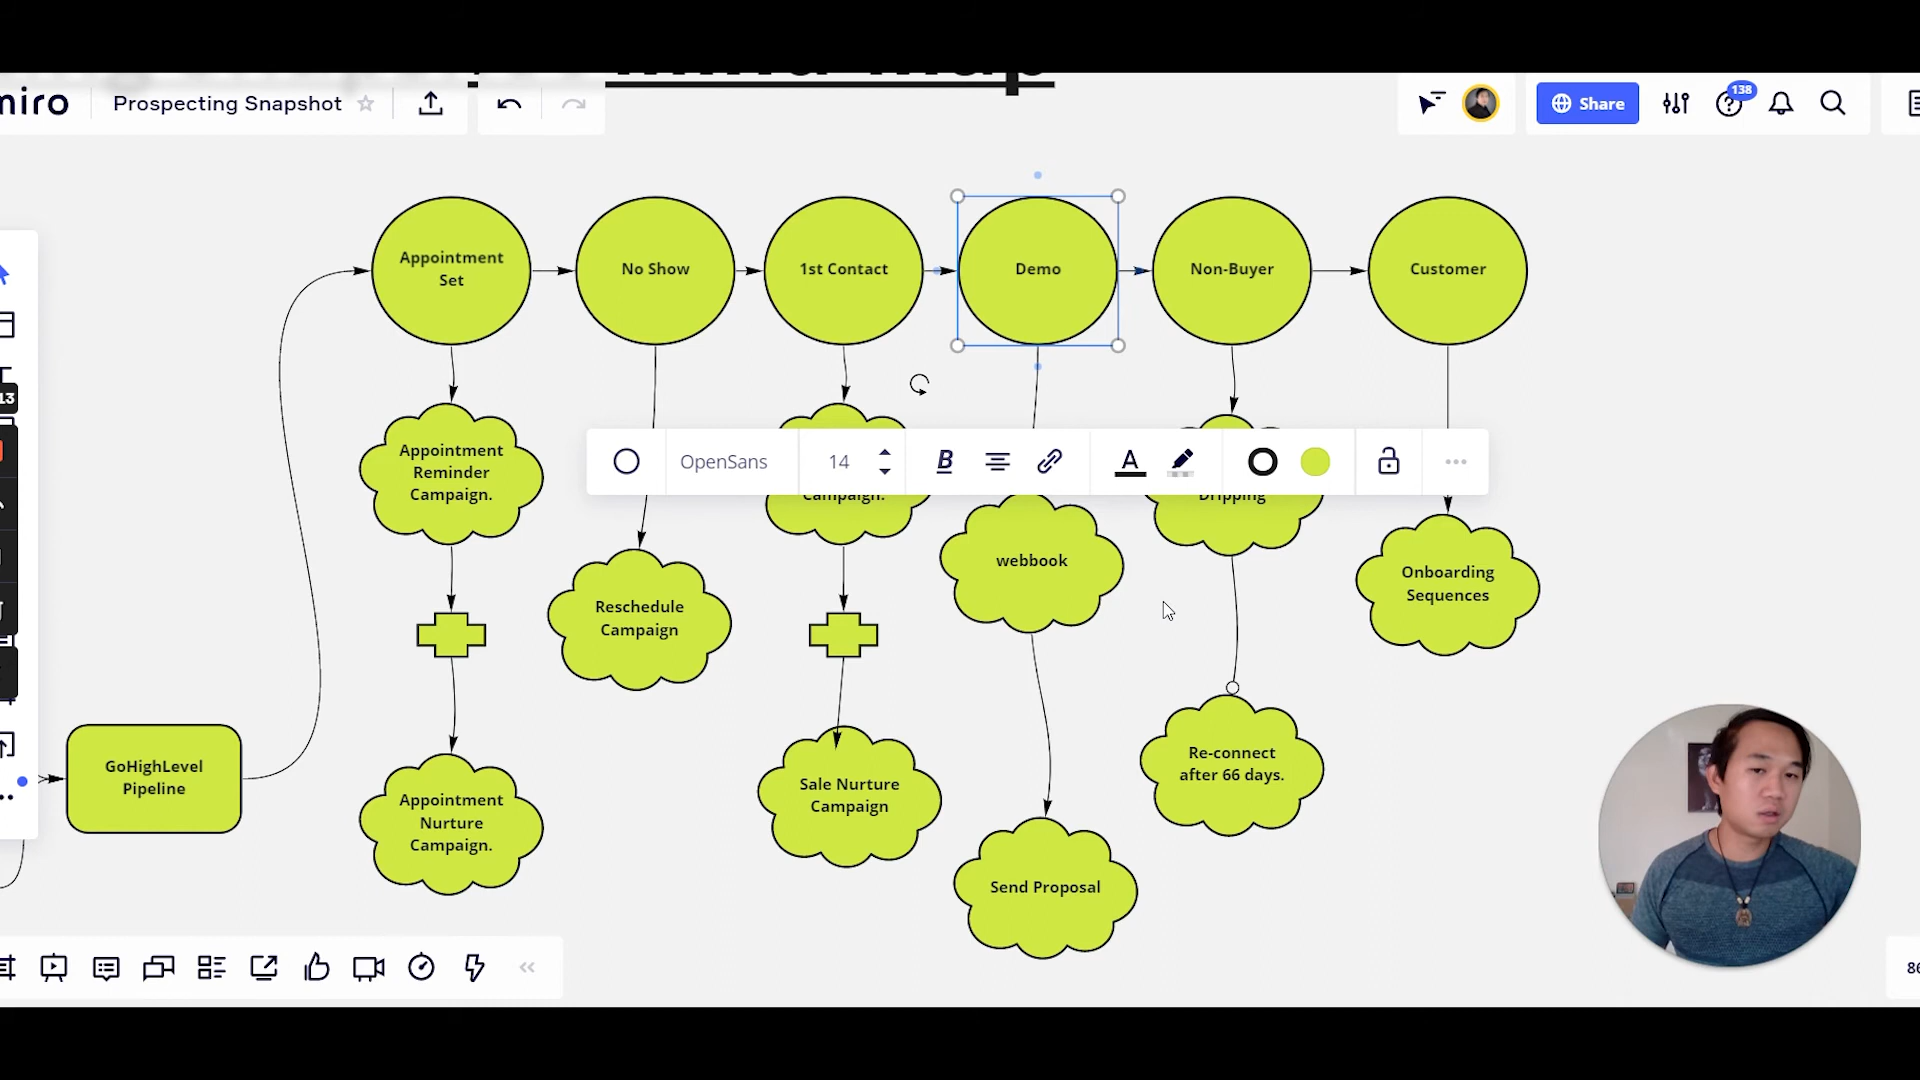 miro
Prospecting Snapshot
Share
138
Appointment
Set
No Show
1st Contact
Demo
Non-Buyer
Customer
13
Appointment
Reminder
Campaign.
OpenSans
14
B
A
Campaign.
Dripping
webbook
Onboarding
Sequences
Reschedule
Campaign
GoHighLevel
Pipeline
Appointment
Nurture
Campaign.
Sale Nurture
Campaign
Re-connect
after 66 days.
Send Proposal
86